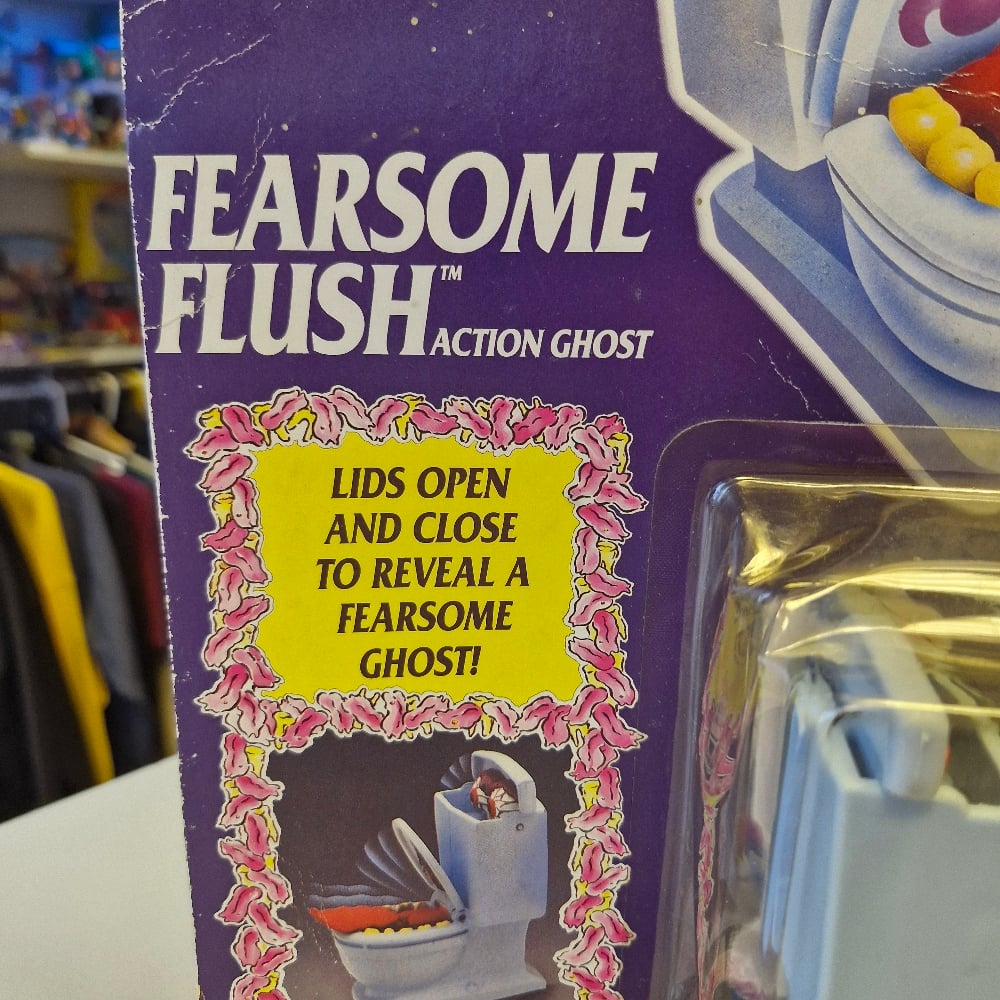 FEARSOME
FLUSH™ ACTION GHOST
LIDS OPEN
AND CLOSE
TO REVEAL A
FEARSOME
GHOST!